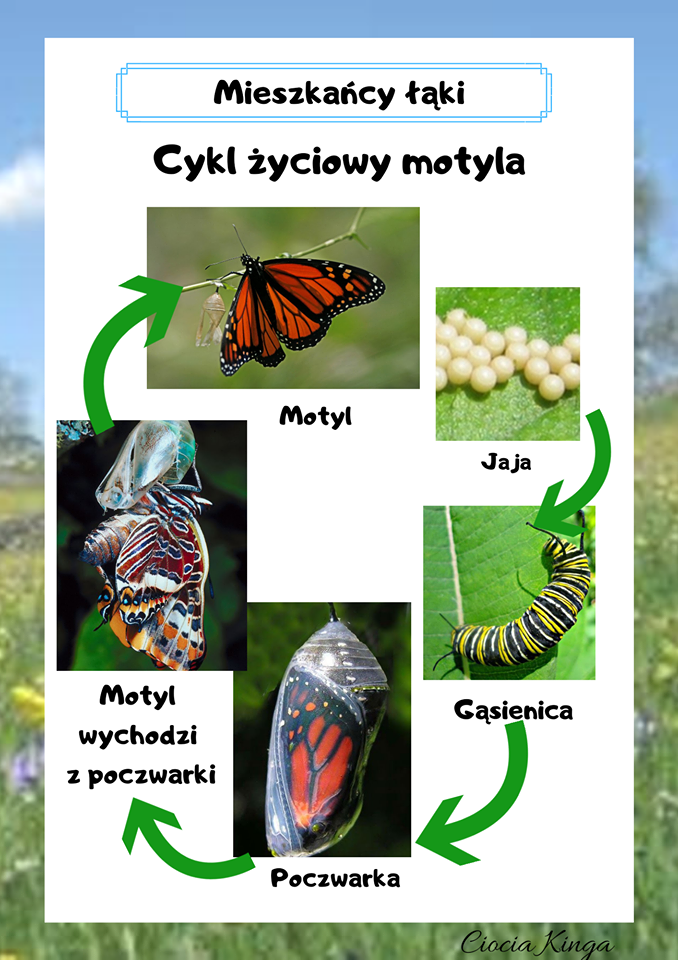 Mieszkańcy łąki
Cykl życiowy motyla
Motyl
Jaja
Gąsienica
Poczwarka
Motyl
wychodzi
z poczwarki
Ciocia Kinga